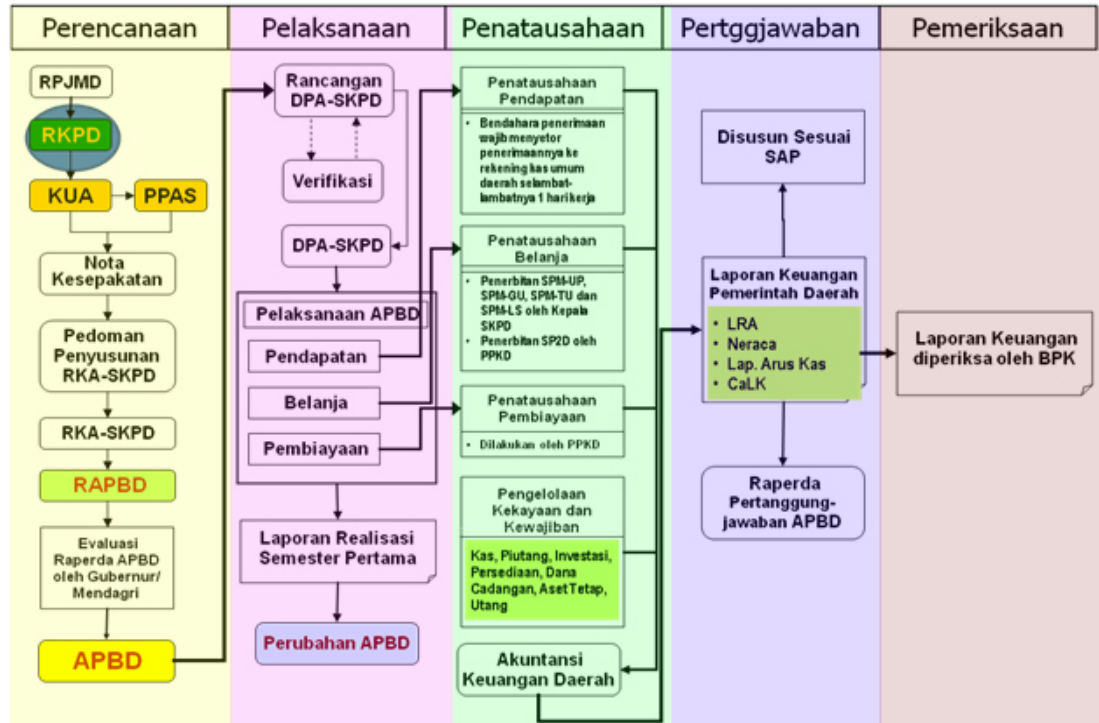 Perencanaan
Pelaksanaan
Penatausahaan
Pertggjawaban
Pemeriksaan
RPJMD
RKPD
KUA
PPAS
Nota
Kesepakatan
Pedoman
Penyusunan
RKA-SKPD
RKA-SKPD
RAPBD
Evaluasi
Raperda APBD
oleh Gubernur/
Mendagri
APBD
Rancangan
DPA-SKPD
Verifikasi
DPA-SKPD
Pelaksanaan APBD
Pendapatan
Belanja
Pembiayaan
Laporan Realisasi
Semester Pertama
Perubahan APBD
Penatausahaan
Pendapatan
• Bendahara penerimaan
wajib menyetor
penerimaannya ke
rekening kas umum
daerah selambat-
lambatnya 1 hari kerja
Penatausahaan
Belanja
• Penerbitan SPM-UP,
SPM-GU, SPM-TU dan
SPM-LS oleh Kepala
SKPD
• Penerbitan SP2D oleh
PPKD
Penatausahaan
Pembiayaan
• Dilakukan oleh PPKD
Pengelolaan
Kekayaan dan
Kewajiban
Kas, Piutang, Investasi,
Persediaan, Dana
Cadangan, Aset Tetap,
Utang
Akuntansi
Keuangan Daerah
Disusun Sesuai
SAP
Laporan Keuangan
Pemerintah Daerah
• LRA
• Neraca
• Lap. Arus Kas
• CaLK
Raperda
Pertanggung-
jawaban APBD
Laporan Keuangan
diperiksa oleh BPK